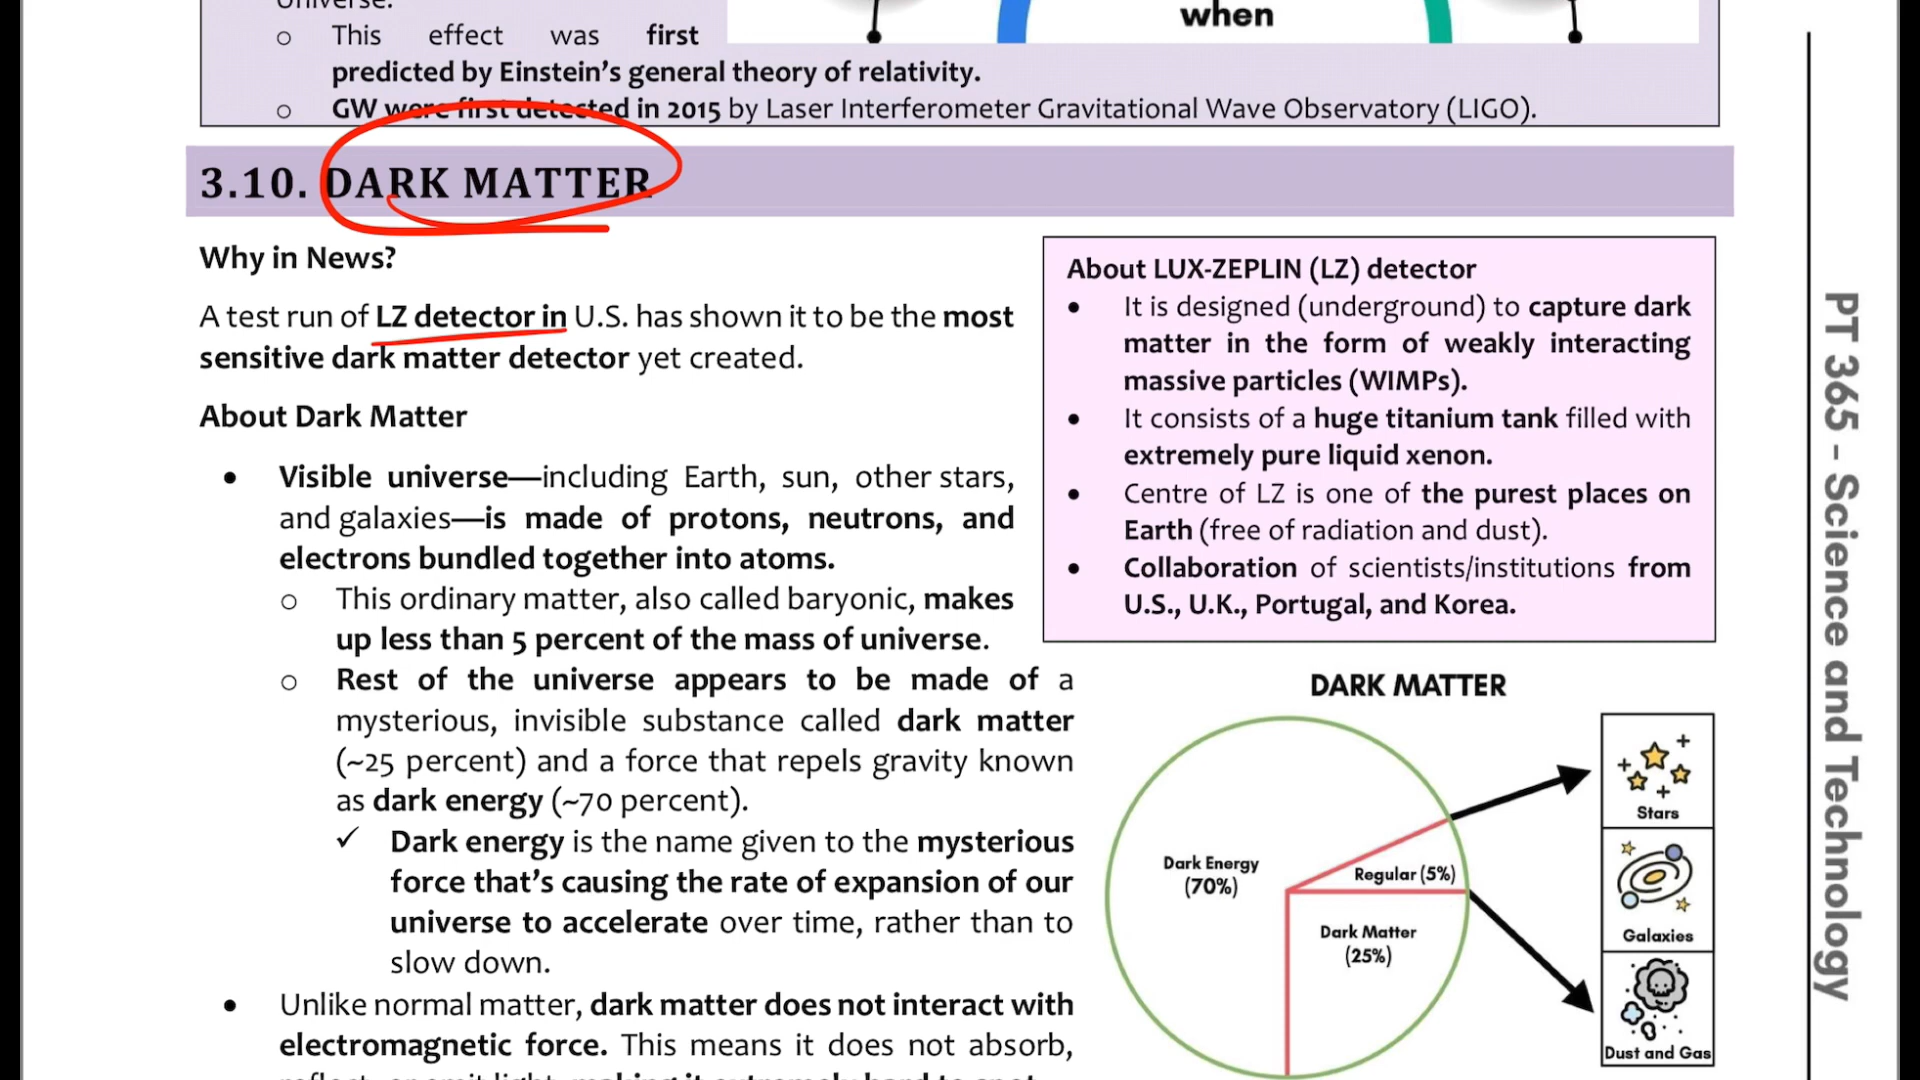 when
This effect was first
predicted by Einstein's general theory of relativity.
GW were first detected in 2015 by Laser Interferometer Gravitational Wave Observatory (LIGO).
3.10. DARK MATTER
Why in News?
A test run of LZ detector in U.S. has shown it to be the most
sensitive dark matter detector yet created.
About Dark Matter
• Visible universe—including Earth, sun, other stars,
and galaxies—is made of protons, neutrons, and
electrons bundled together into atoms.
o This ordinary matter, also called baryonic, makes
up less than 5 percent of the mass of universe.
o Rest of the universe appears to be made of a
mysterious, invisible substance called dark matter
(~25 percent) and a force that repels gravity known
as dark energy (~70 percent).
✓ Dark energy is the name given to the mysterious
force that's causing the rate of expansion of our
universe to accelerate over time, rather than to
slow down.
• Unlike normal matter, dark matter does not interact with
electromagnetic force. This means it does not absorb,
About LUX-ZEPLIN (LZ) detector
• It is designed (underground) to capture dark
matter in the form of weakly interacting
massive particles (WIMPs).
• It consists of a huge titanium tank filled with
extremely pure liquid xenon.
• Centre of LZ is one of the purest places on
Earth (free of radiation and dust).
• Collaboration of scientists/institutions from
U.S., U.K., Portugal, and Korea.
DARK MATTER
Dark Energy
(70%)
Regular (5%)
Dark Matter
(25%)
Stars
Galaxies
Dust and Gas
PT 365 - Science and Technology